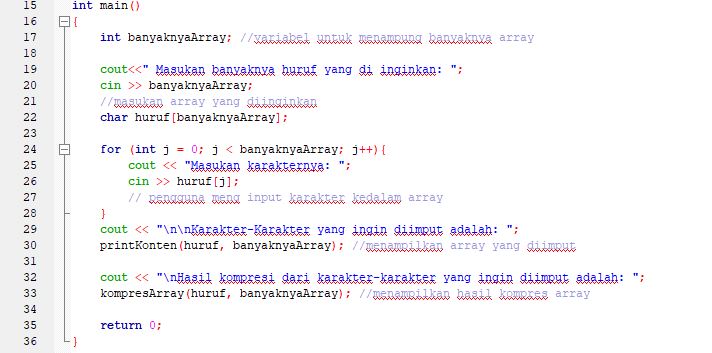 15 int main()
16 {
17 int banyaknyaArray; //variabel untuk menampung banyaknya array
18
19 cout<<" Masukan banyaknya huruf yang di inginkan: ";
20 cin >> banyaknyaArray;
21 //masukan array yang diinginkan
22 char huruf[banyaknyaArray];
23
24 for (int j = 0; j < banyaknyaArray; j++){
25 cout << "Masukan karakternya: ";
26 cin >> huruf[j];
27 // pengguna meng input karakter kedalam array
28 }
29 cout << "\n\nKarakter-Karakter yang ingin diimput adalah: ";
30 printKonten(huruf, banyaknyaArray); //menampilkan array yang diimput
31
32 cout << "\nHasil kompresi dari karakter-karakter yang ingin diimput adalah: ";
33 kompresArray(huruf, banyaknyaArray); //menampilkan hasil kompres array
34
35 return 0;
36 }